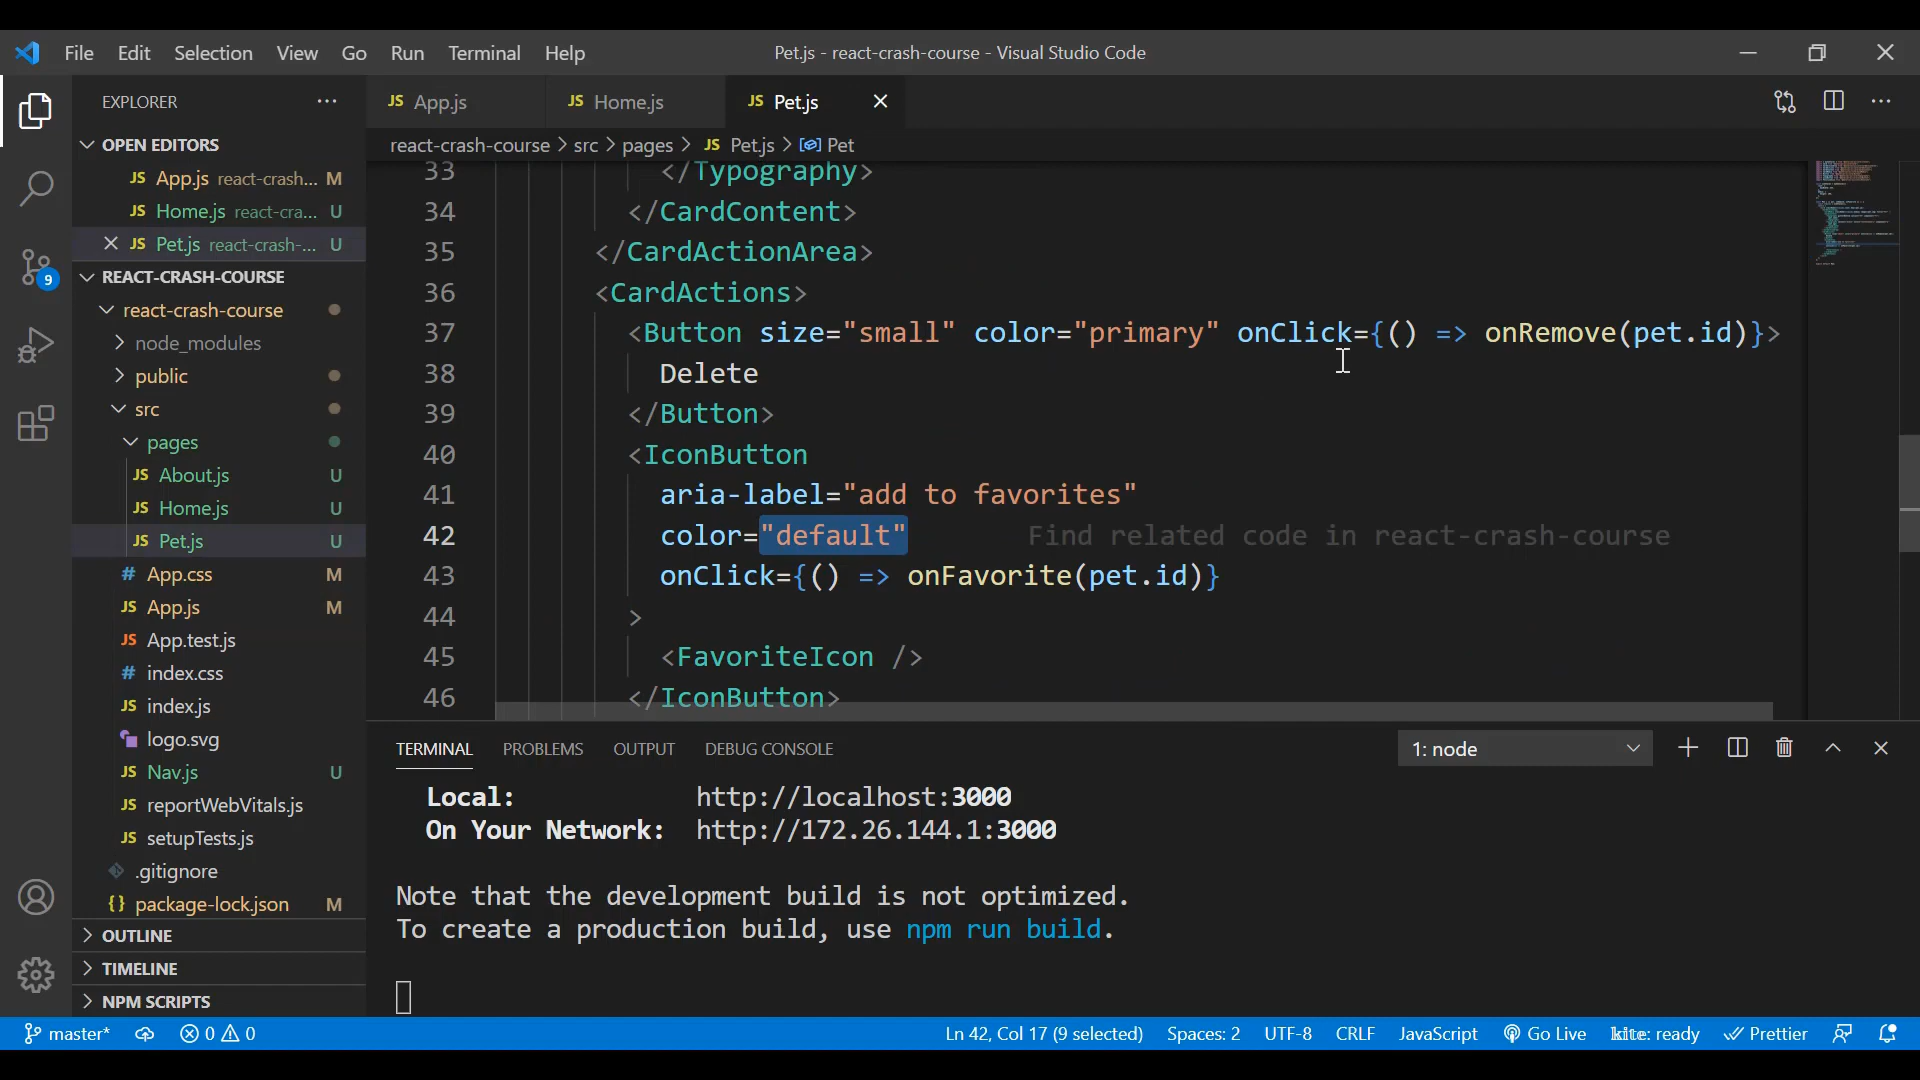 File Edit Selection View Go Run Terminal Help
Pet.js - react-crash-course - Visual Studio Code
EXPLORER
OPEN EDITORS
JS App.js react-crash... M
JS Home.js react-cra... U
JS Pet.js react-crash-... U
REACT-CRASH-COURSE
react-crash-course
node_modules
public
src
pages
JS About.js U
JS Home.js U
JS Pet.js U
# App.css M
JS App.js M
JS App.test.js
# index.css
JS index.js
logo.svg
JS Nav.js U
JS reportWebVitals.js
JS setupTests.js
.gitignore
{} package-lock.json M
OUTLINE
TIMELINE
NPM SCRIPTS
9
JS App.js
JS Home.js
JS Pet.js
react-crash-course > src > pages > JS Pet.js > Pet
33 </Typography>
34 </CardContent>
35 </CardActionArea>
36 <CardActions>
37 <Button size="small" color="primary" onClick={() => onRemove(pet.id)}>
38 Delete
39 </Button>
40 <IconButton
41 aria-label="add to favorites"
42 color="default" Find related code in react-crash-course
43 onClick={() => onFavorite(pet.id)}
44 >
45 <FavoriteIcon />
46 </IconButton>
TERMINAL PROBLEMS OUTPUT DEBUG CONSOLE
1: node
Local: http://localhost:3000
On Your Network: http://172.26.144.1:3000
Note that the development build is not optimized.
To create a production build, use npm run build.
master* 0 0
Ln 42, Col 17 (9 selected) Spaces: 2 UTF-8 CRLF JavaScript Go Live kite: ready Prettier